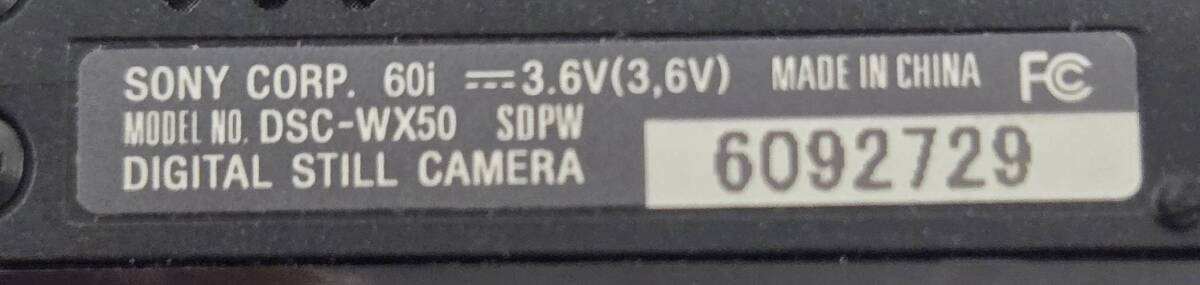 SONY CORP. 60i ⎓3.6V(3,6V) MADE IN CHINA FC
MODEL NO. DSC-WX50 SDPW
DIGITAL STILL CAMERA 6092729